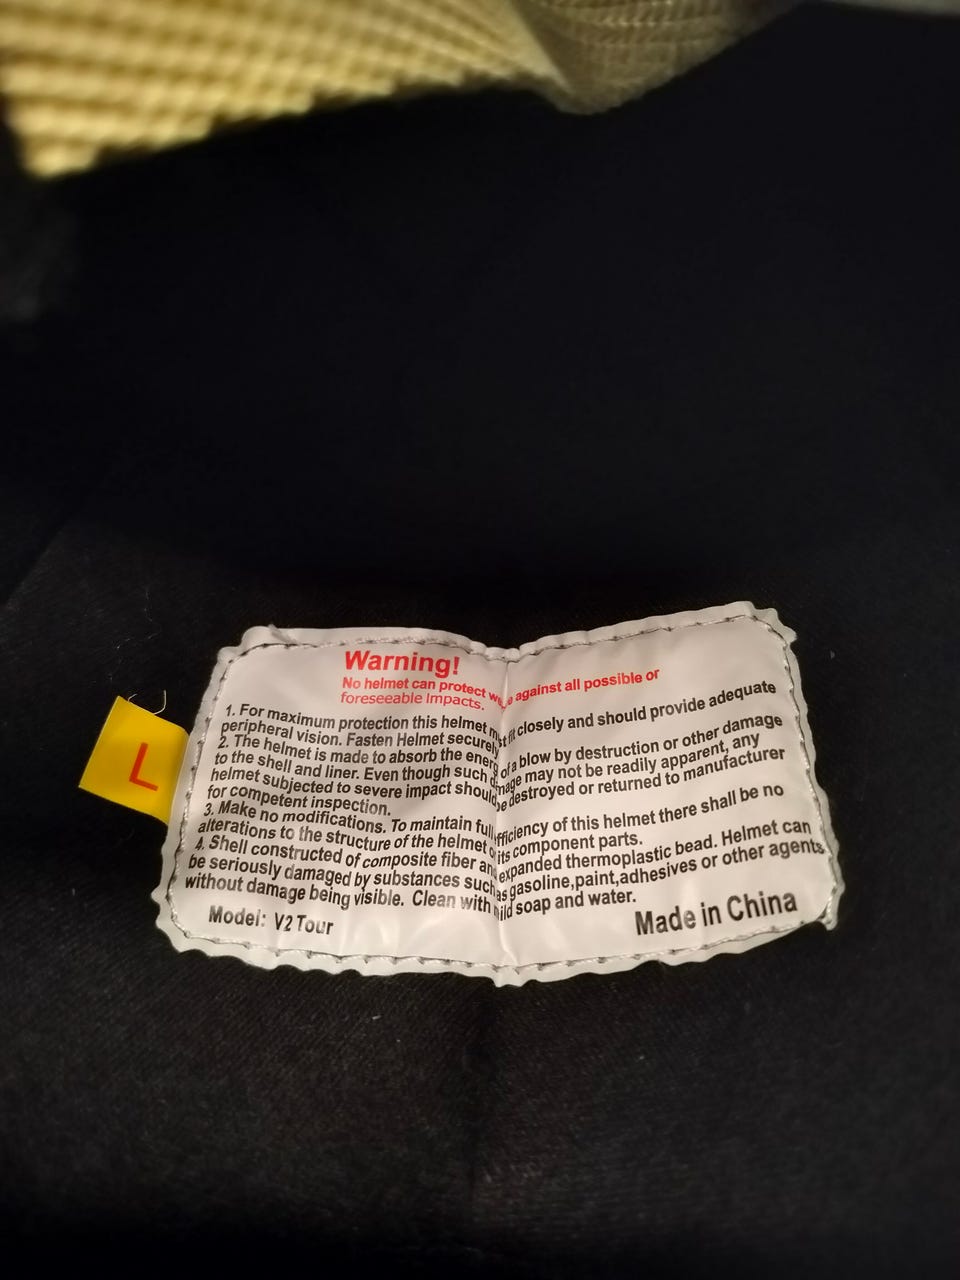 Warning!
No helmet can protect we e against all possible or
foreseeable Impacts.
1. For maximum protection this helmet m st fit closely and should provide adequate
peripheral vision. Fasten Helmet securely
2. The helmet is made to absorb the energ of a blow by destruction or other damage
to the shell and liner. Even though such d mage may not be readily apparent, any
helmet subjected to severe impact should be destroyed or returned to manufacturer
for competent inspection.
3. Make no modifications. To maintain full efficiency of this helmet there shall be no
alterations to the structure of the helmet o its component parts.
4. Shell constructed of composite fiber and expanded thermoplastic bead. Helmet can
be seriously damaged by substances such as gasoline,paint,adhesives or other agents
without damage being visible. Clean with mild soap and water.
Model: V2 Tour
Made in China
L